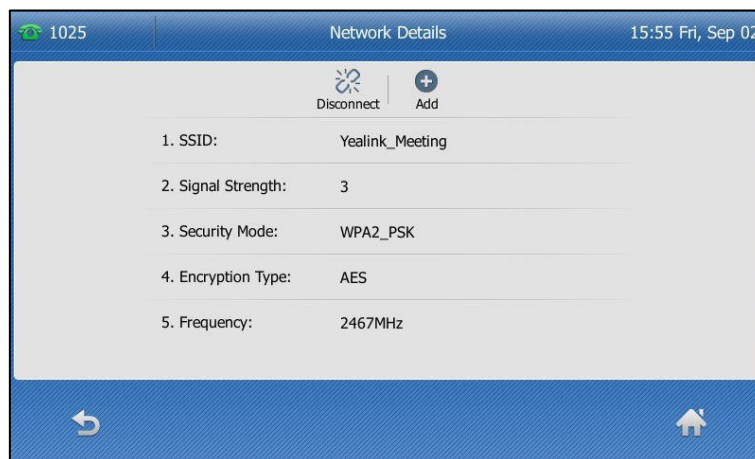 1025 Network Details 15:55 Fri, Sep 02
Disconnect Add
1. SSID: Yealink_Meeting
2. Signal Strength: 3
3. Security Mode: WPA2_PSK
4. Encryption Type: AES
5. Frequency: 2467MHz